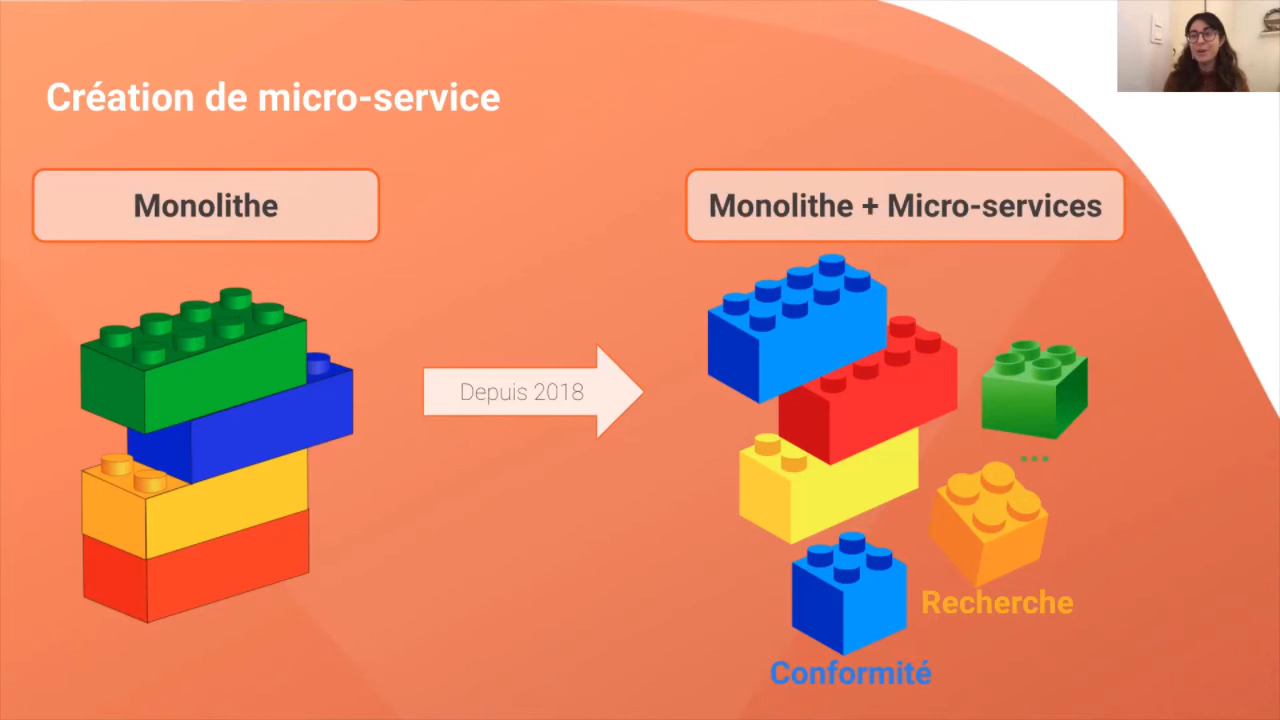 Création de micro-service
Monolithe
Monolithe + Micro-services
Depuis 2018
...
Recherche
Conformité